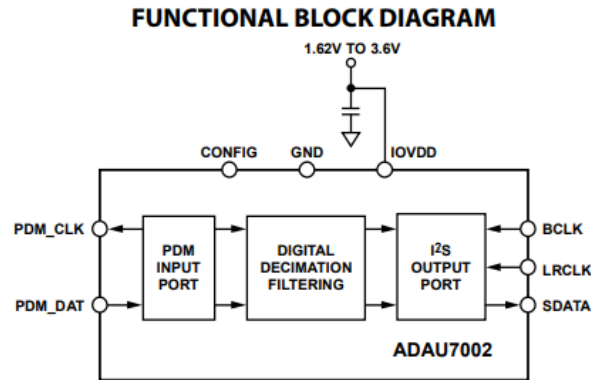 FUNCTIONAL BLOCK DIAGRAM
1.62V TO 3.6V
CONFIG
GND
IOVDD
PDM_CLK
PDM_DAT
PDM
INPUT
PORT
DIGITAL
DECIMATION
FILTERING
I²S
OUTPUT
PORT
BCLK
LRCLK
SDATA
ADAU7002